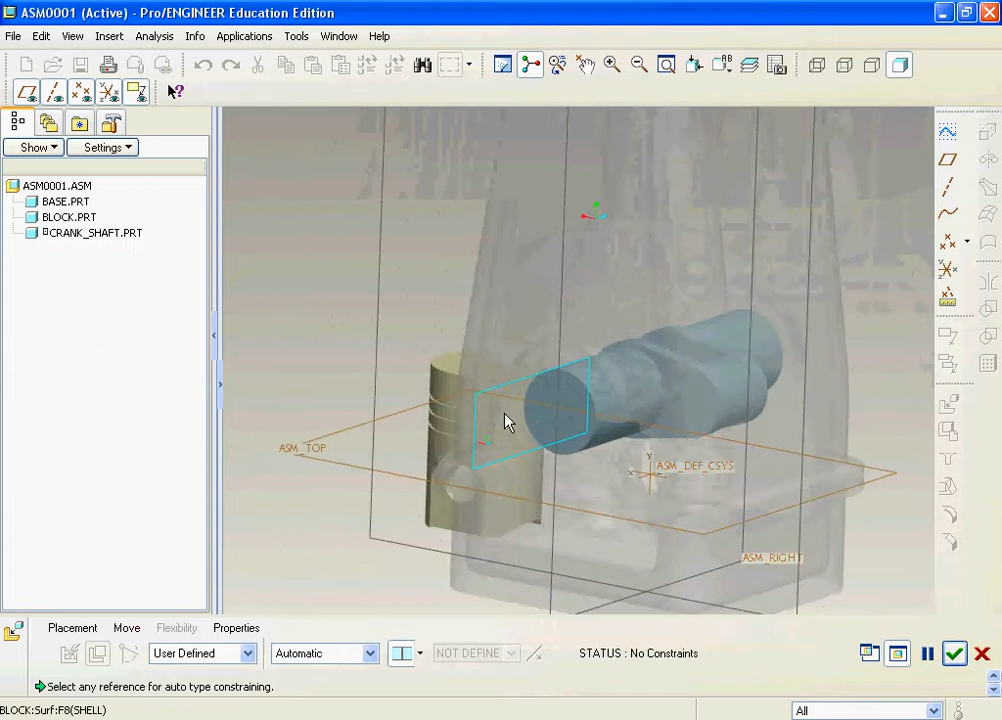 ASM0001 (Active) - Pro/ENGINEER Education Edition
File Edit View Insert Analysis Info Applications Tools Window Help
Show Settings
ASM0001.ASM
BASE.PRT
BLOCK.PRT
CRANK_SHAFT.PRT
ASM_TOP
y
x
ASM_DEF_CSYS
ASM_RIGHT
Placement Move Flexibility Properties
User Defined Automatic NOT DEFINE STATUS : No Constraints
Select any reference for auto type constraining.
BLOCK:Surf:F8(SHELL) All